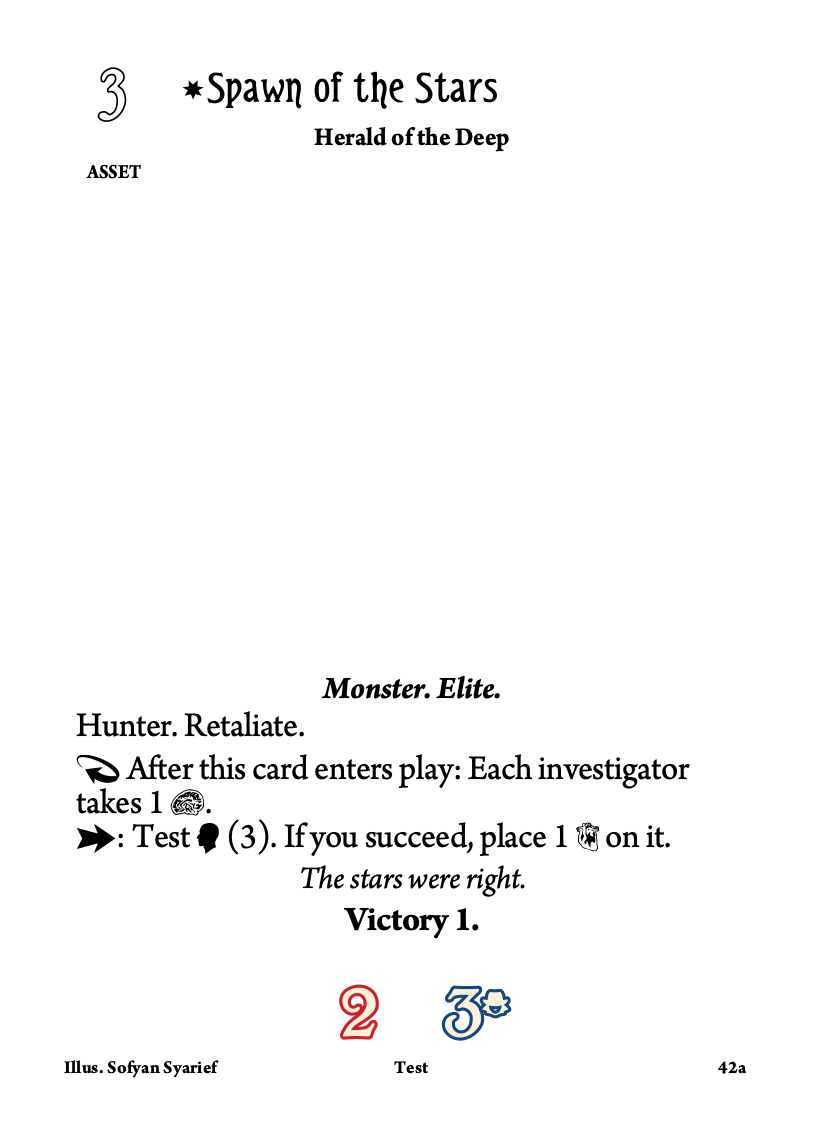 3
Spawn of the Stars
Herald of the Deep
ASSET
Monster. Elite.
Hunter. Retaliate.
After this card enters play: Each investigator
takes 1 .
: Test (3). If you succeed, place 1 on it.
The stars were right.
Victory 1.
2 3
Illus. Sofyan Syarief Test 42a